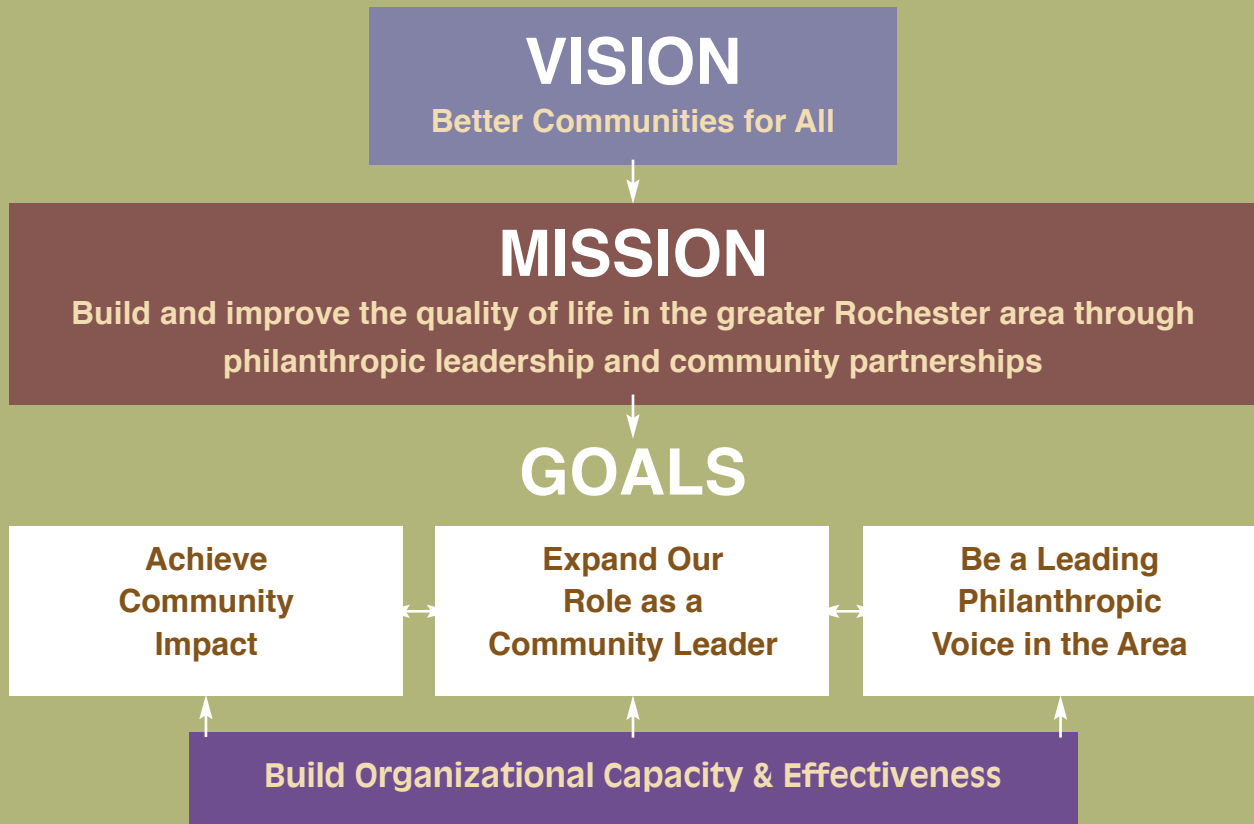 VISION
Better Communities for All
MISSION
Build and improve the quality of life in the greater Rochester area through
philanthropic leadership and community partnerships
GOALS
Achieve
Community
Impact
Expand Our
Role as a
Community Leader
Be a Leading
Philanthropic
Voice in the Area
Build Organizational Capacity & Effectiveness